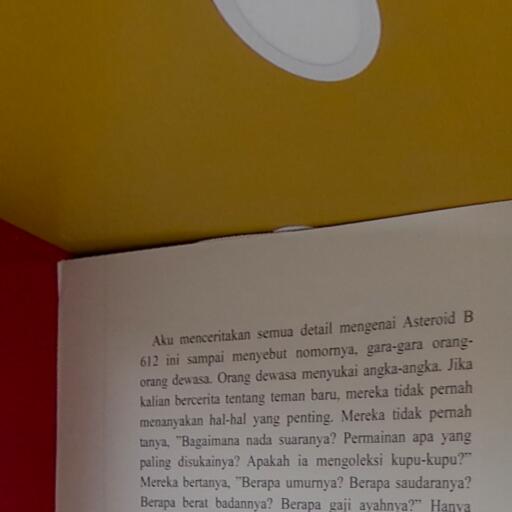 Aku menceritakan semua detail mengenai Asteroid B
612 ini sampai menyebut nomornya, gara-gara orang-
orang dewasa. Orang dewasa menyukai angka-angka. Jika
kalian bercerita tentang teman baru, mereka tidak pernah
menanyakan hal-hal yang penting. Mereka tidak pernah
tanya, "Bagaimana nada suaranya? Permainan apa yang
paling disukainya? Apakah ia mengoleksi kupu-kupu?"
Mereka bertanya, "Berapa umurnya? Berapa saudaranya?
Berapa berat badannya? Berapa gaji ayahnya?" Hanya